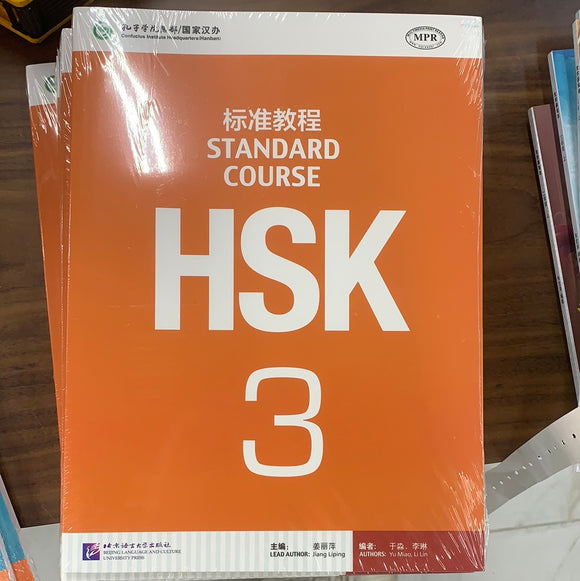 孔子学院总部/国家汉办
Confucius Institute Headquarters(Hanban)
MPR
标准教程
STANDARD
COURSE
HSK
3
北京语言大学出版社
BEIJING LANGUAGE AND CULTURE
UNIVERSITY PRESS
主编: 姜丽萍
LEAD AUTHOR: Jiang Liping
编者: 于淼、李琳
AUTHORS: Yu Miao, Li Lin